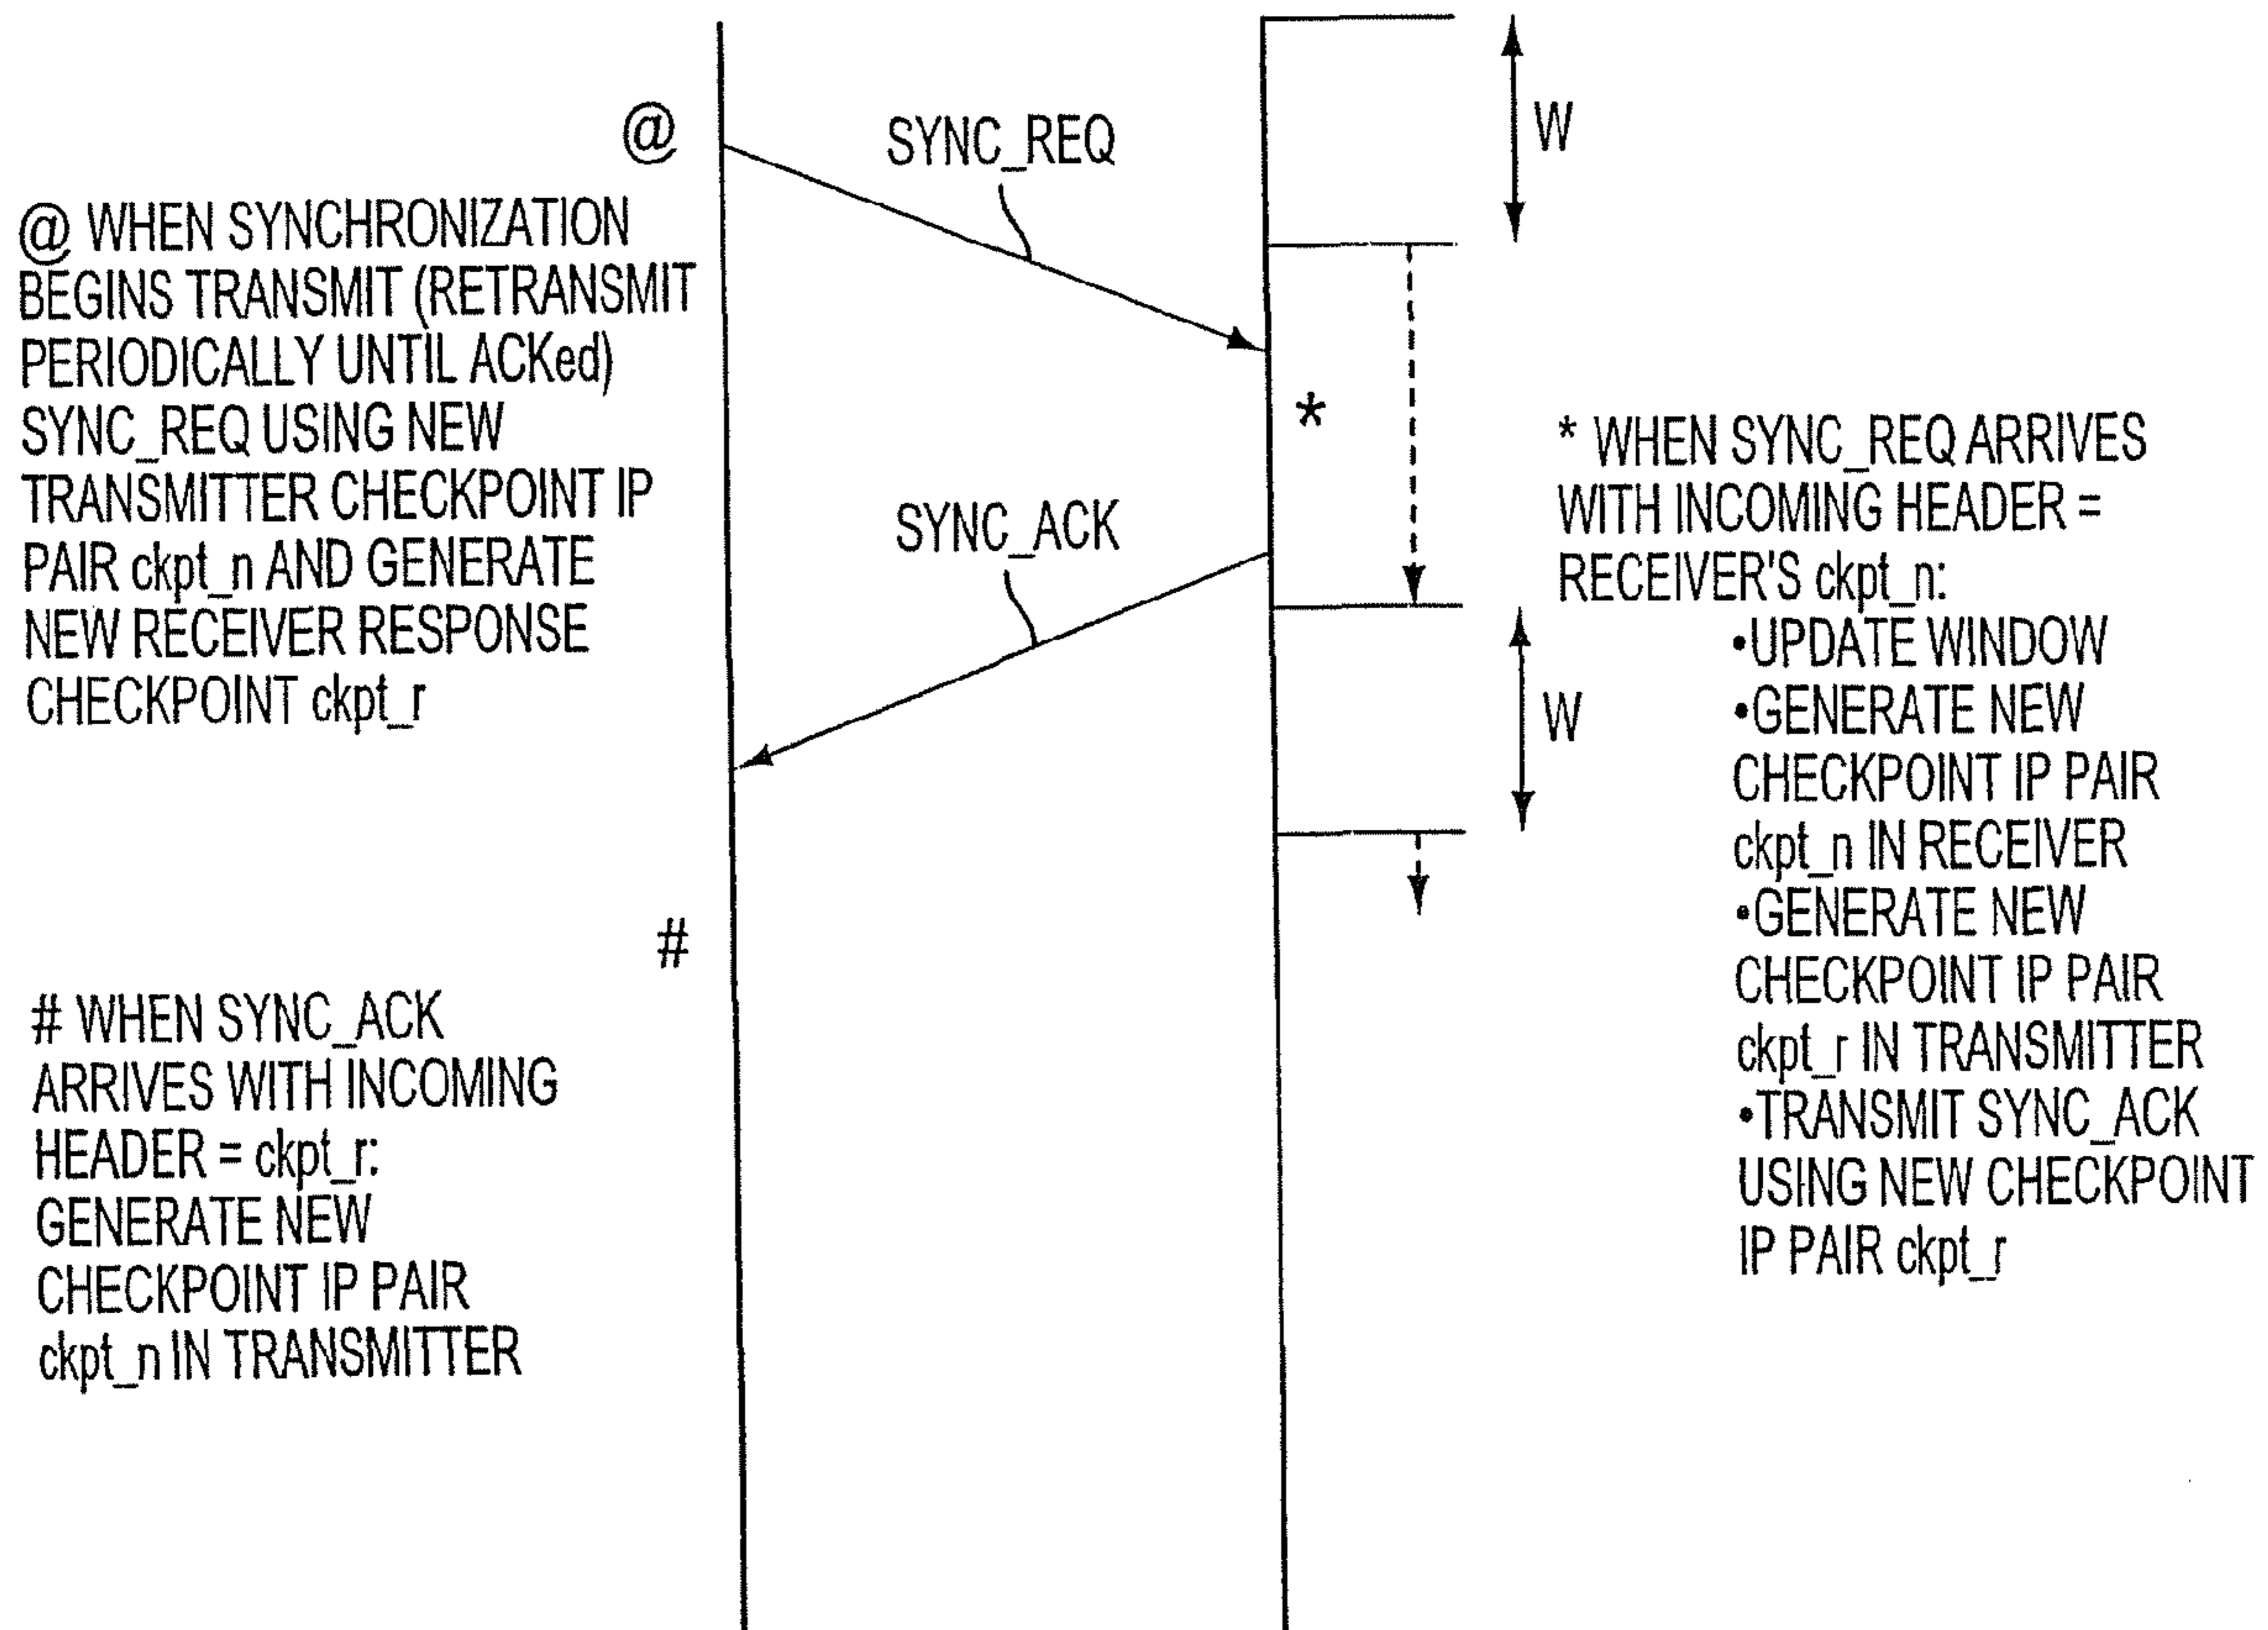 @
SYNC_REQ
W
@ WHEN SYNCHRONIZATION
BEGINS TRANSMIT (RETRANSMIT
PERIODICALLY UNTIL ACKed)
SYNC_REQ USING NEW
TRANSMITTER CHECKPOINT IP
PAIR ckpt_n AND GENERATE
NEW RECEIVER RESPONSE
CHECKPOINT ckpt_r
*
SYNC_ACK
W
* WHEN SYNC_REQ ARRIVES
WITH INCOMING HEADER =
RECEIVER'S ckpt_n:
•UPDATE WINDOW
•GENERATE NEW
CHECKPOINT IP PAIR
ckpt_n IN RECEIVER
•GENERATE NEW
CHECKPOINT IP PAIR
ckpt_r IN TRANSMITTER
•TRANSMIT SYNC_ACK
USING NEW CHECKPOINT
IP PAIR ckpt_r
#
# WHEN SYNC_ACK
ARRIVES WITH INCOMING
HEADER = ckpt_r:
GENERATE NEW
CHECKPOINT IP PAIR
ckpt_n IN TRANSMITTER